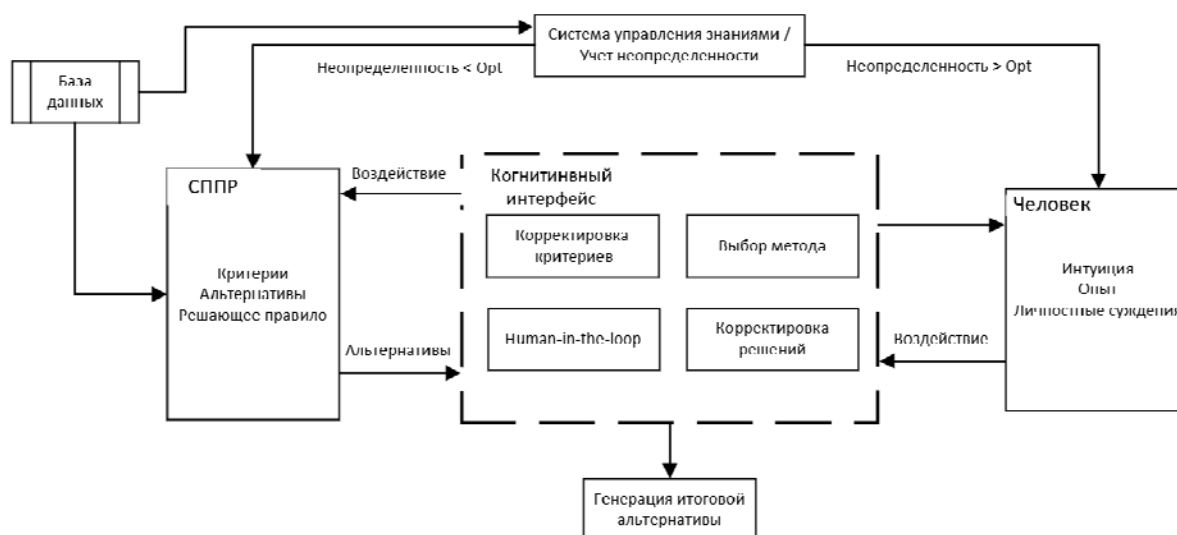 Система управления знаниями /
Учет неопределенности
Неопределенность < Opt
Неопределенность > Opt
База
данных
СППР
Критерии
Альтернативы
Решающее правило
Воздействие
Альтернативы
Когнитинвный
интерфейс
Корректировка
критериев
Выбор метода
Human-in-the-loop
Корректировка
решений
Человек
Интуиция
Опыт
Личностные суждения
Воздействие
Генерация итоговой
альтернативы